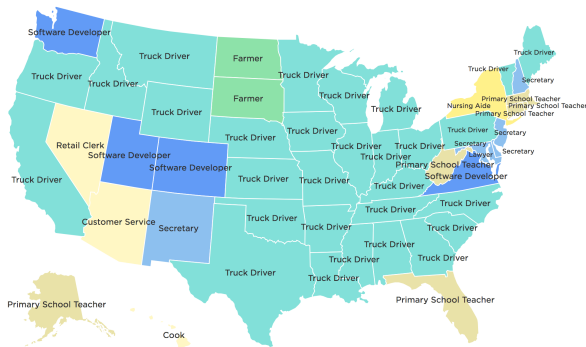 Software Developer
Truck Driver
Truck Driver
Farmer
Truck Driver
Truck Driver
Secretary
Truck Driver
Truck Driver
Truck Driver
Farmer
Truck Driver
Truck Driver
Nursing Aide
Primary School Teacher
Primary School Teacher
Primary School Teacher
Truck Driver
Truck Driver
Truck Driver
Truck Driver
Secretary
Retail Clerk
Software Developer
Software Developer
Truck Driver
Truck Driver
Truck Driver
Truck Driver
Secretary
Lawyer
Secretary
Primary School Teacher
Software Developer
Truck Driver
Truck Driver
Truck Driver
Truck Driver
Customer Service
Secretary
Truck Driver
Truck Driver
Truck Driver
Truck Driver
Truck Driver
Truck Driver
Truck Driver
Truck Driver
Truck Driver
Primary School Teacher
Primary School Teacher
Cook